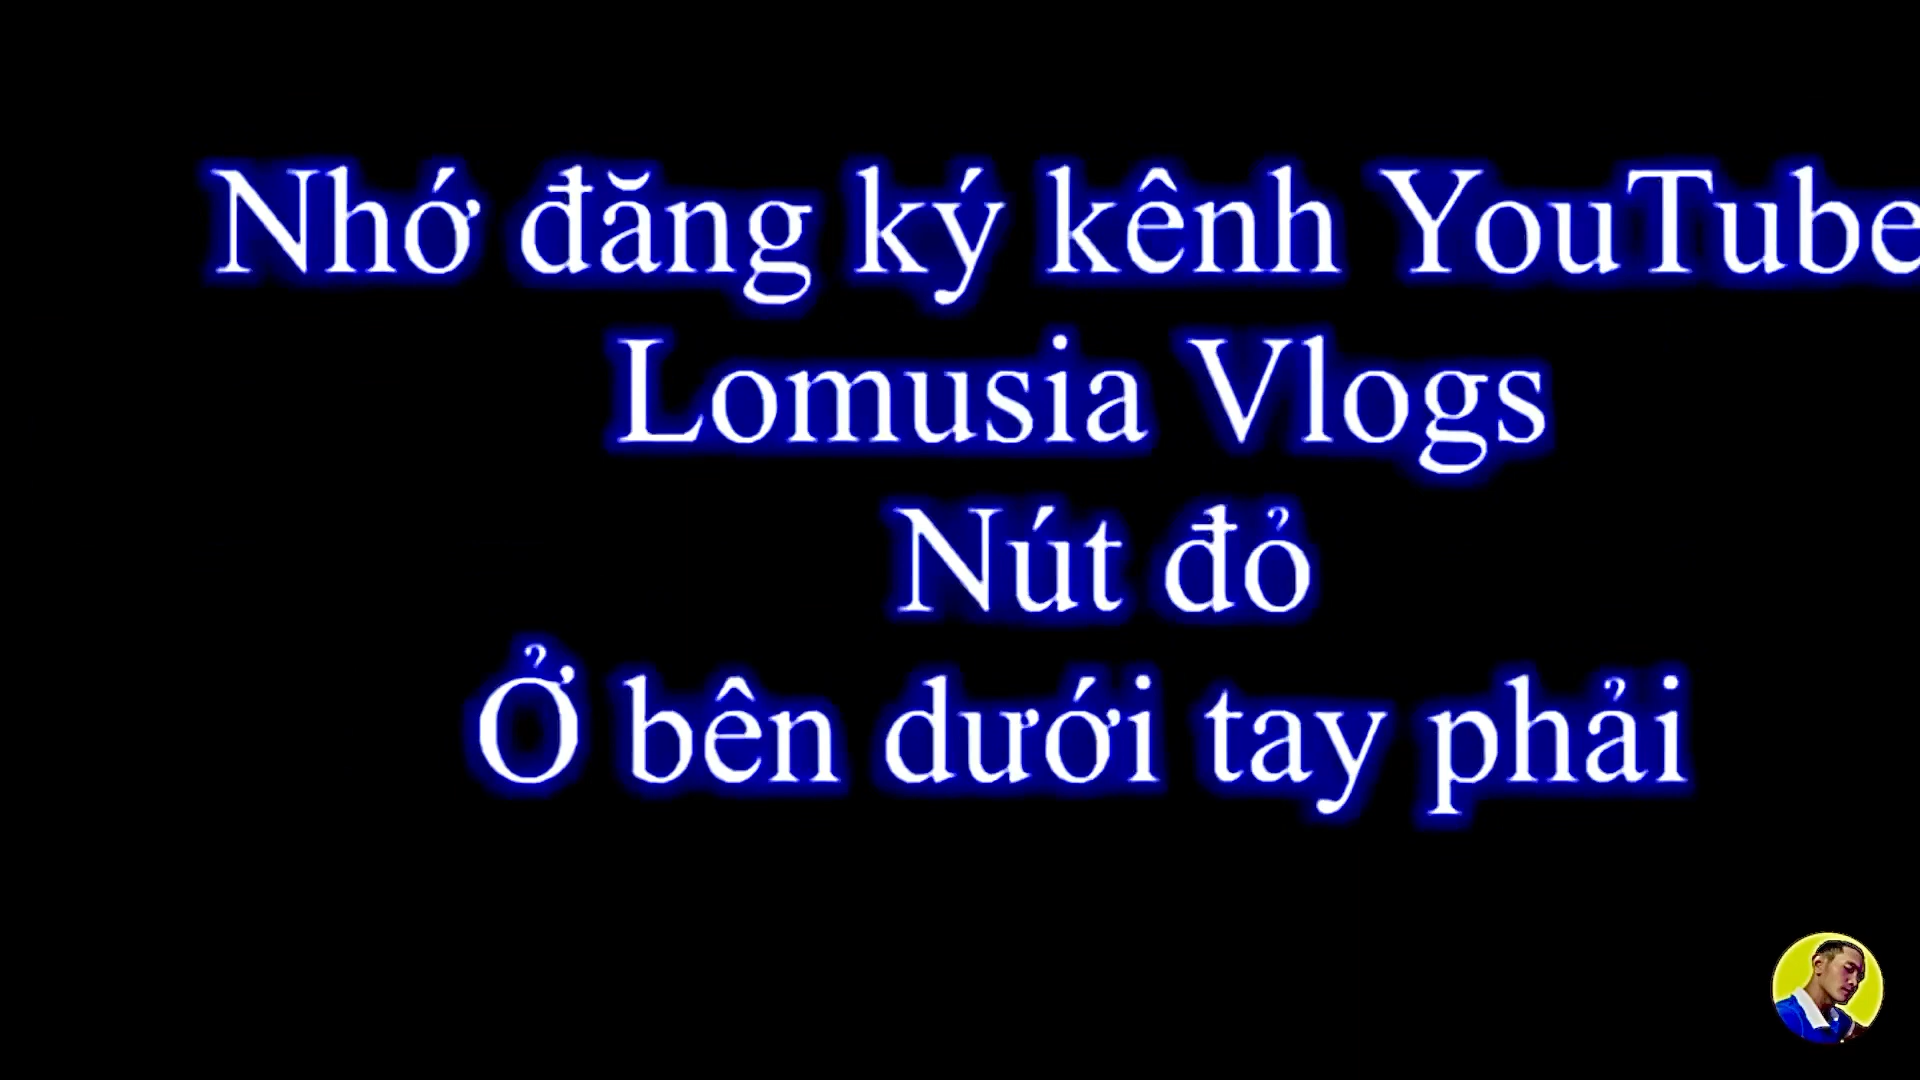 Nhớ đăng ký kênh YouTube
Lomusia Vlogs
Nút đỏ
Ở bên dưới tay phải